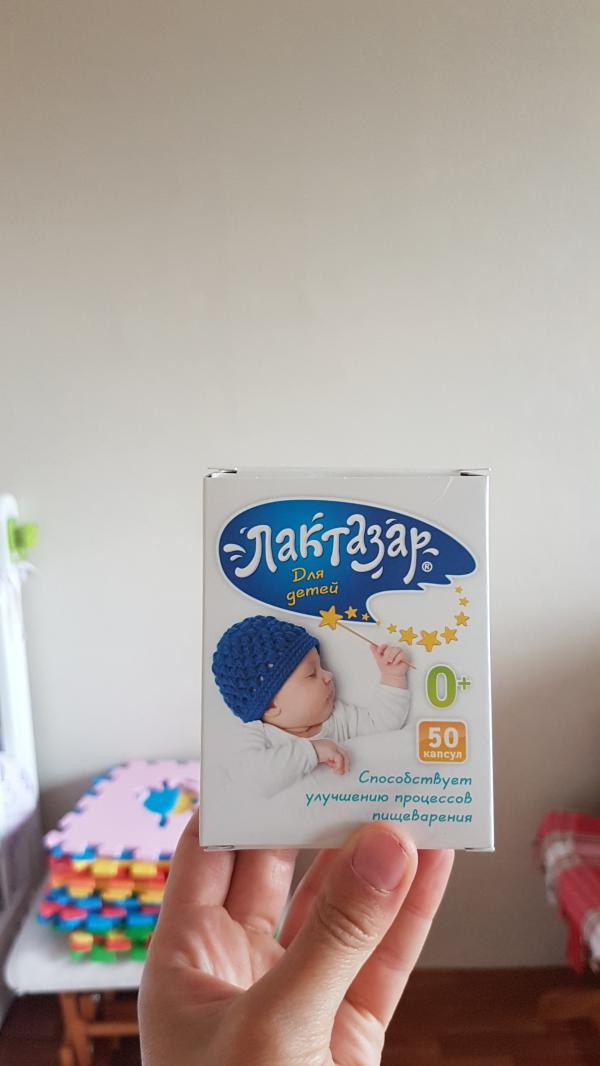 Лактазар®
Для
детей
0+
50
капсул
Способствует
улучшению процессов
пищеварения